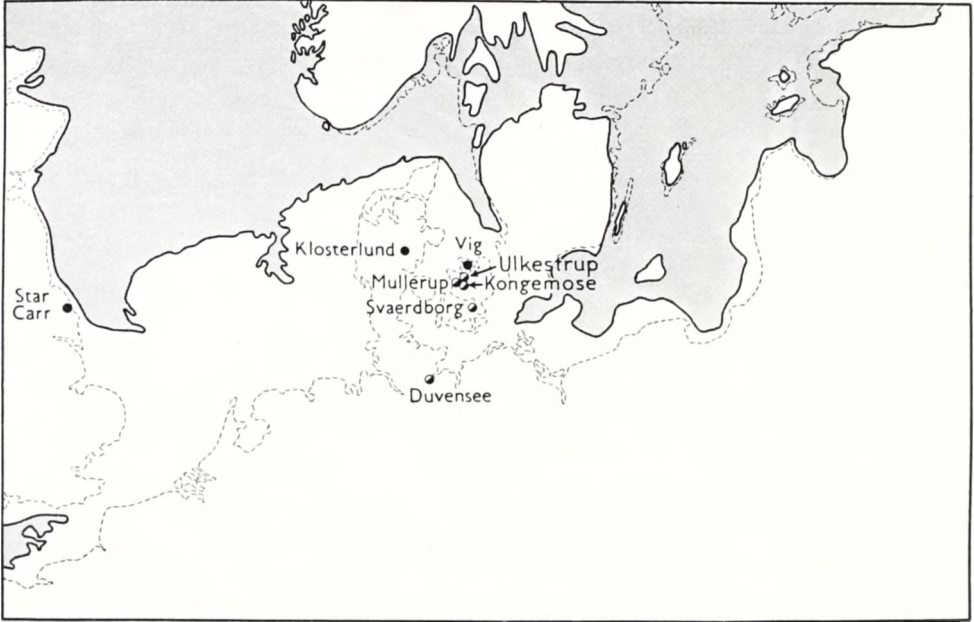 Klosterlund
Vig
Ulkestrup
Mullerup
Kongemose
Svaerdborg
Star
Carr
Duvensee